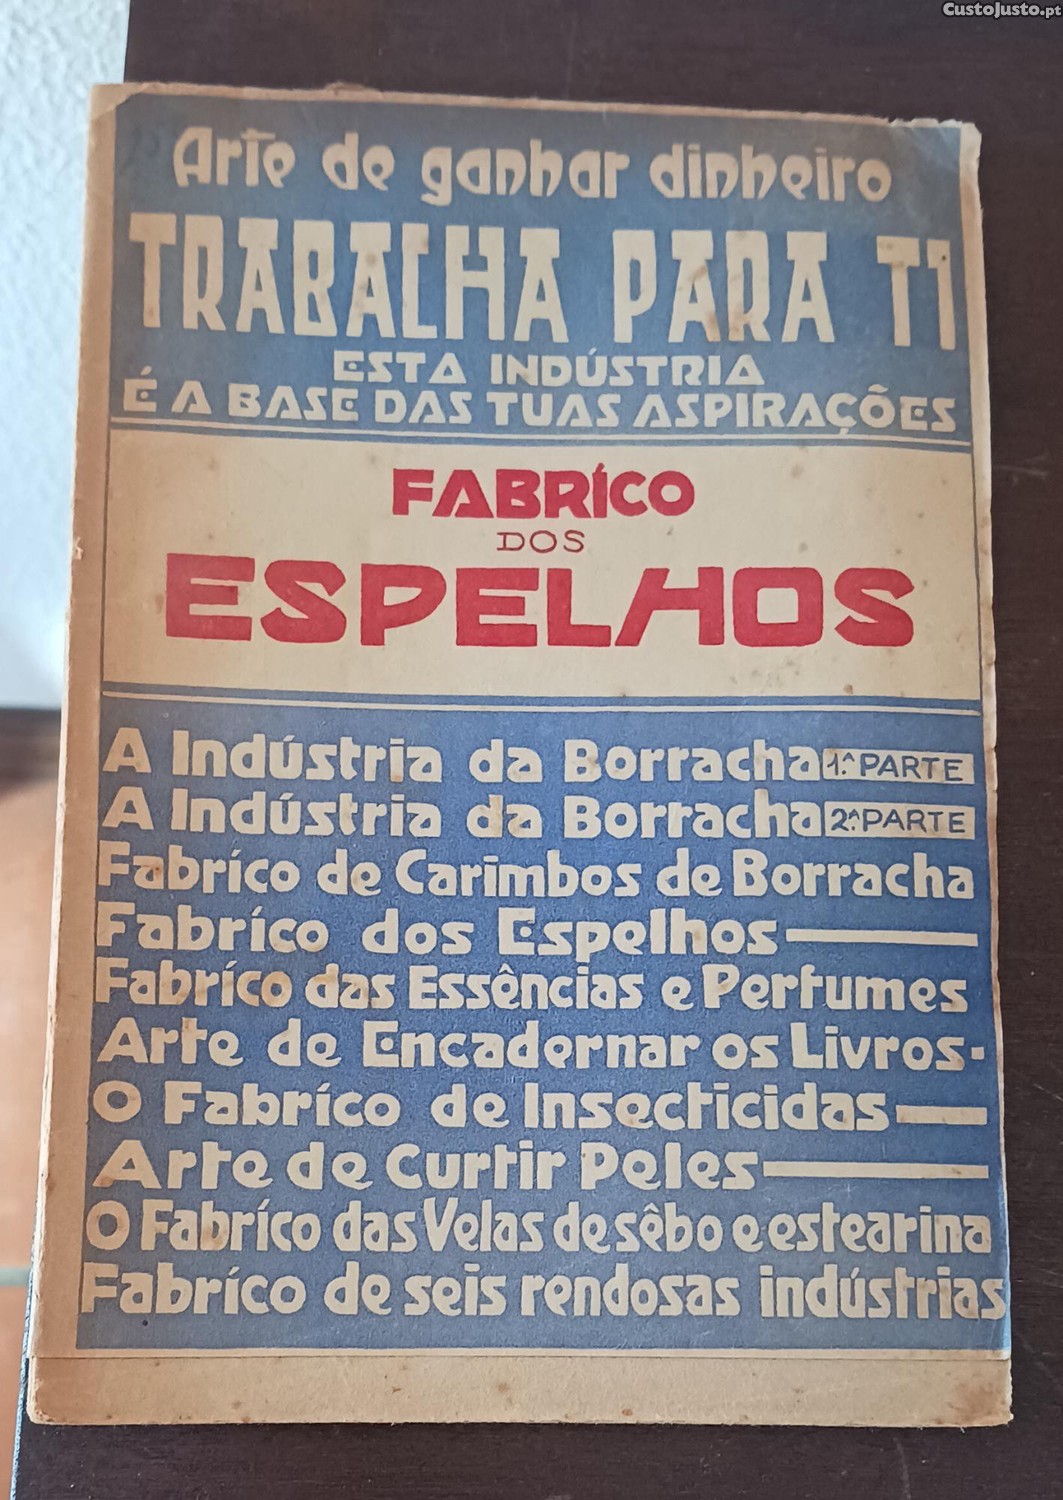 CustoJusto.pt
Arte de ganhar dinheiro
TRABALHA PARA TI
ESTA INDÚSTRIA
É A BASE DAS TUAS ASPIRAÇÕES
FABRÍCO
DOS
ESPELHOS
A Indústria da Borracha 1.ª PARTE
A Indústria da Borracha 2.ª PARTE
Fabríco de Carimbos de Borracha
Fabríco dos Espelhos
Fabríco das Essências e Perfumes
Arte de Encadernar os Livros-
O Fabríco de Insecticidas
Arte de Curtir Peles
O Fabríco das Velas de sêbo e estearina
Fabríco de seis rendosas indústrias